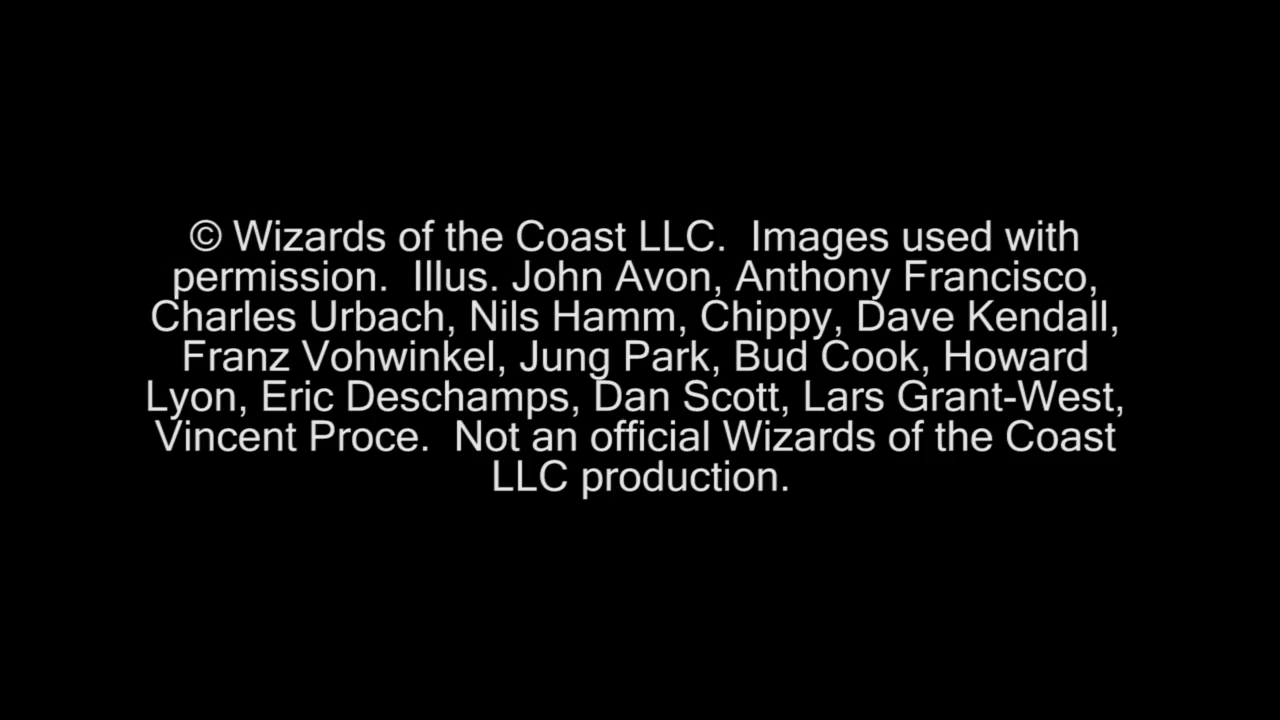 © Wizards of the Coast LLC.  Images used with
permission.  Illus. John Avon, Anthony Francisco,
Charles Urbach, Nils Hamm, Chippy, Dave Kendall,
Franz Vohwinkel, Jung Park, Bud Cook, Howard
Lyon, Eric Deschamps, Dan Scott, Lars Grant-West,
Vincent Proce.  Not an official Wizards of the Coast
LLC production.